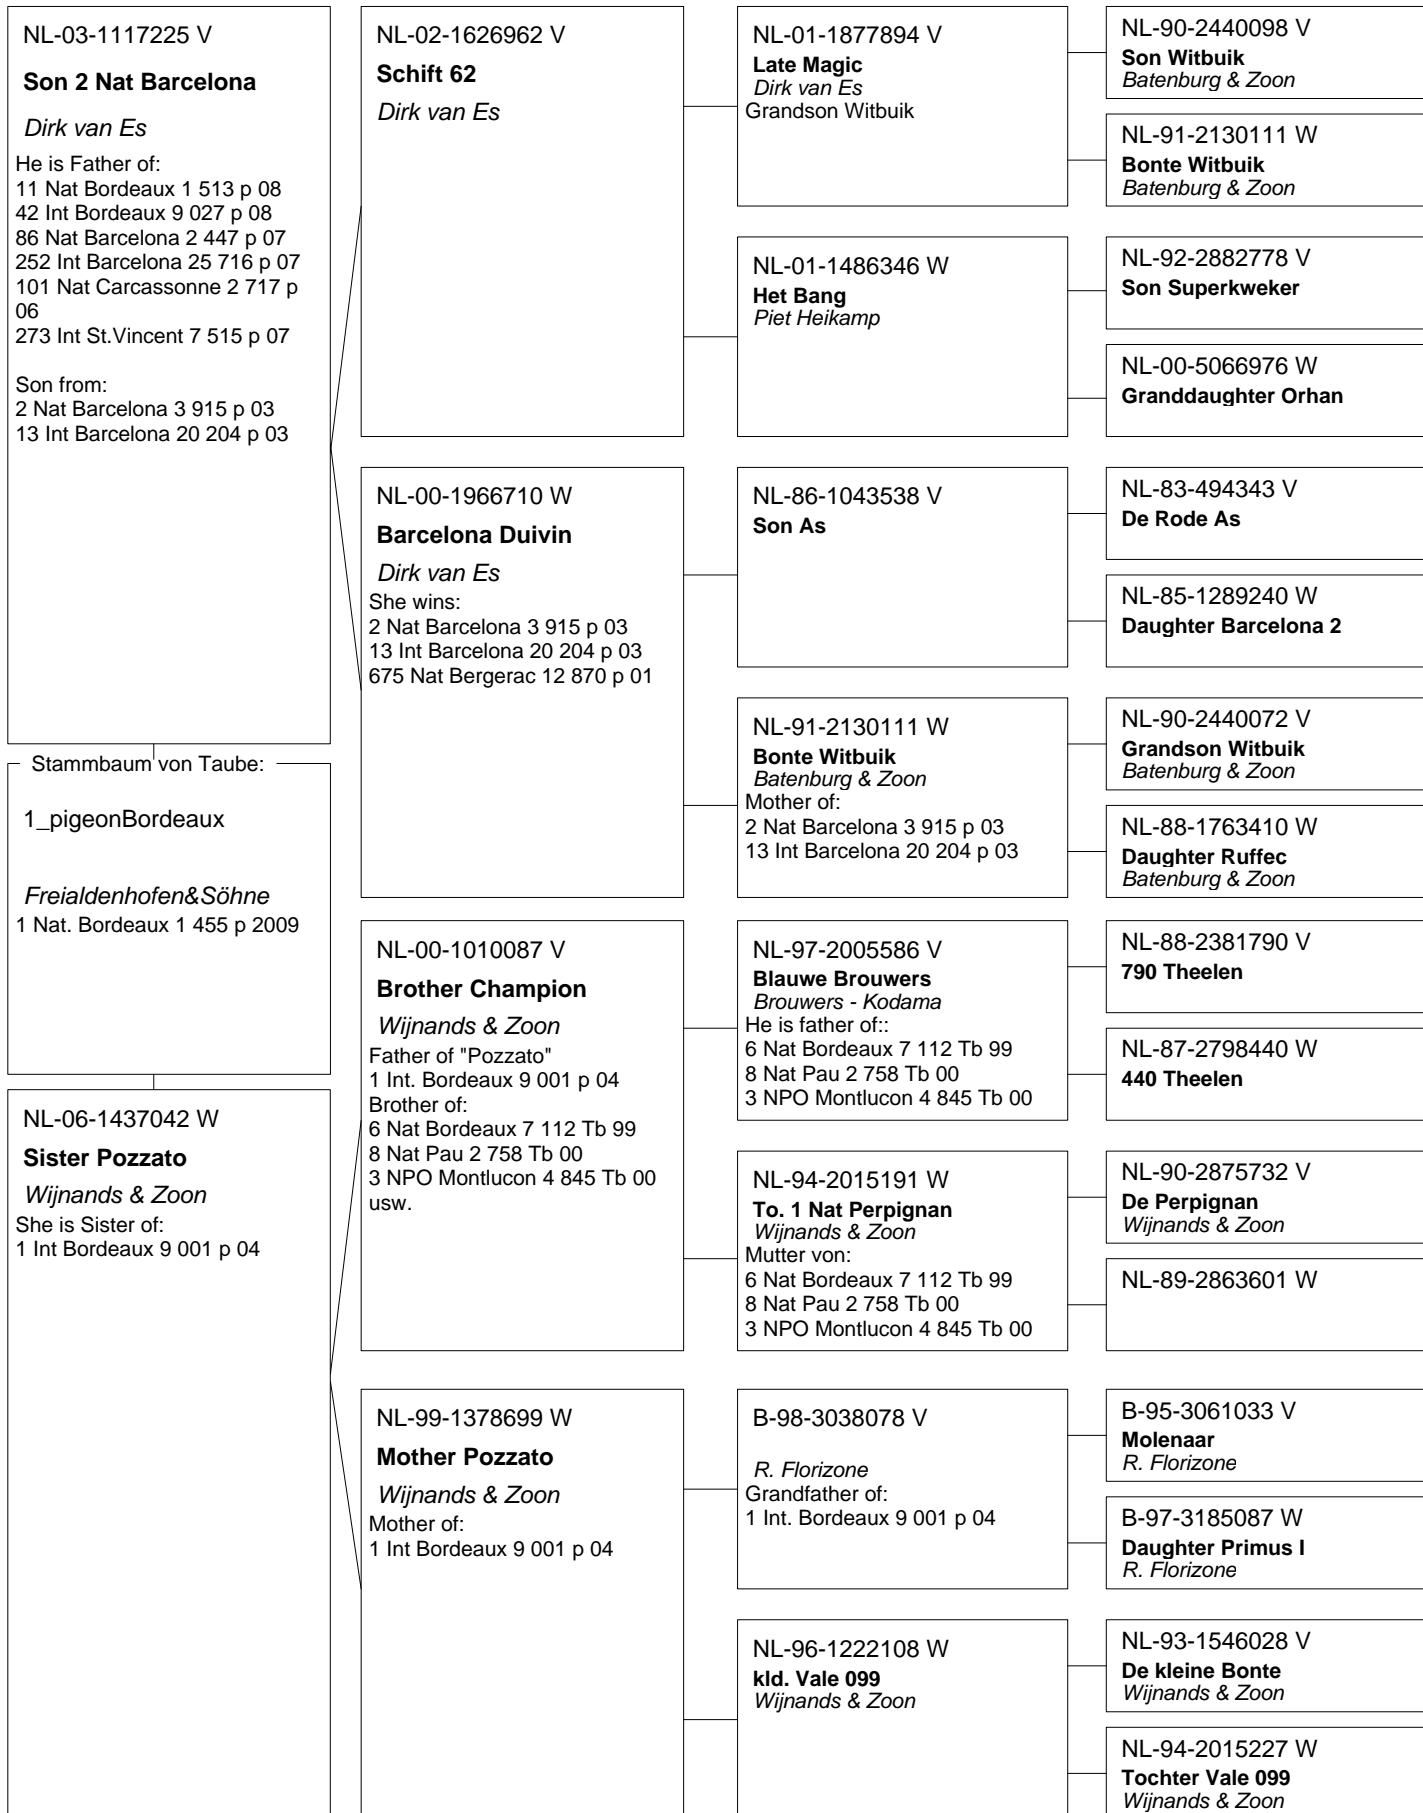 NL-03-1117225 V
Son 2 Nat Barcelona
Dirk van Es
He is Father of:
11 Nat Bordeaux 1 513 p 08
42 Int Bordeaux 9 027 p 08
86 Nat Barcelona 2 447 p 07
252 Int Barcelona 25 716 p 07
101 Nat Carcassonne 2 717 p
06
273 Int St.Vincent 7 515 p 07
Son from:
2 Nat Barcelona 3 915 p 03
13 Int Barcelona 20 204 p 03
Stammbaum von Taube:
1_pigeonBordeaux
Freialdenhofen&Söhne
1 Nat. Bordeaux 1 455 p 2009
NL-06-1437042 W
Sister Pozzato
Wijnands & Zoon
She is Sister of:
1 Int Bordeaux 9 001 p 04
NL-02-1626962 V
Schift 62
Dirk van Es
NL-00-1966710 W
Barcelona Duivin
Dirk van Es
She wins:
2 Nat Barcelona 3 915 p 03
13 Int Barcelona 20 204 p 03
675 Nat Bergerac 12 870 p 01
NL-00-1010087 V
Brother Champion
Wijnands & Zoon
Father of "Pozzato"
1 Int. Bordeaux 9 001 p 04
Brother of:
6 Nat Bordeaux 7 112 Tb 99
8 Nat Pau 2 758 Tb 00
3 NPO Montlucon 4 845 Tb 00
usw.
NL-99-1378699 W
Mother Pozzato
Wijnands & Zoon
Mother of:
1 Int Bordeaux 9 001 p 04
NL-01-1877894 V
Late Magic
Dirk van Es
Grandson Witbuik
NL-01-1486346 W
Het Bang
Piet Heikamp
NL-86-1043538 V
Son As
NL-91-2130111 W
Bonte Witbuik
Batenburg & Zoon
Mother of:
2 Nat Barcelona 3 915 p 03
13 Int Barcelona 20 204 p 03
NL-97-2005586 V
Blauwe Brouwers
Brouwers - Kodama
He is father of::
6 Nat Bordeaux 7 112 Tb 99
8 Nat Pau 2 758 Tb 00
3 NPO Montlucon 4 845 Tb 00
NL-94-2015191 W
To. 1 Nat Perpignan
Wijnands & Zoon
Mutter von:
6 Nat Bordeaux 7 112 Tb 99
8 Nat Pau 2 758 Tb 00
3 NPO Montlucon 4 845 Tb 00
B-98-3038078 V
R. Florizone
Grandfather of:
1 Int. Bordeaux 9 001 p 04
NL-96-1222108 W
kld. Vale 099
Wijnands & Zoon
NL-90-2440098 V
Son Witbuik
Batenburg & Zoon
NL-91-2130111 W
Bonte Witbuik
Batenburg & Zoon
NL-92-2882778 V
Son Superkweker
NL-00-5066976 W
Granddaughter Orhan
NL-83-494343 V
De Rode As
NL-85-1289240 W
Daughter Barcelona 2
NL-90-2440072 V
Grandson Witbuik
Batenburg & Zoon
NL-88-1763410 W
Daughter Ruffec
Batenburg & Zoon
NL-88-2381790 V
790 Theelen
NL-87-2798440 W
440 Theelen
NL-90-2875732 V
De Perpignan
Wijnands & Zoon
NL-89-2863601 W
B-95-3061033 V
Molenaar
R. Florizone
B-97-3185087 W
Daughter Primus I
R. Florizone
NL-93-1546028 V
De kleine Bonte
Wijnands & Zoon
NL-94-2015227 W
Tochter Vale 099
Wijnands & Zoon